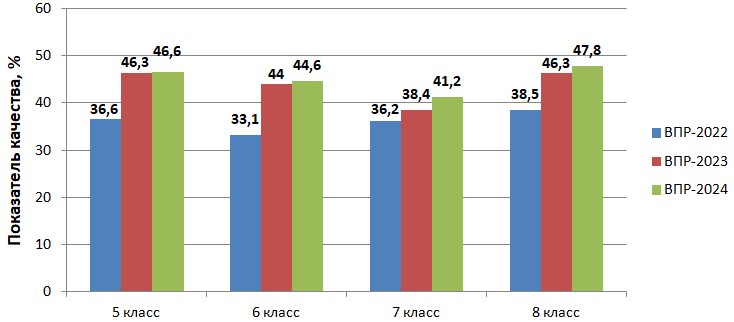 Показатель качества, %
60
50
40
30
20
10
0
36,6
46,3
46,6
33,1
44
44,6
36,2
38,4
41,2
38,5
46,3
47,8
5 класс
6 класс
7 класс
8 класс
ВПР-2022
ВПР-2023
ВПР-2024